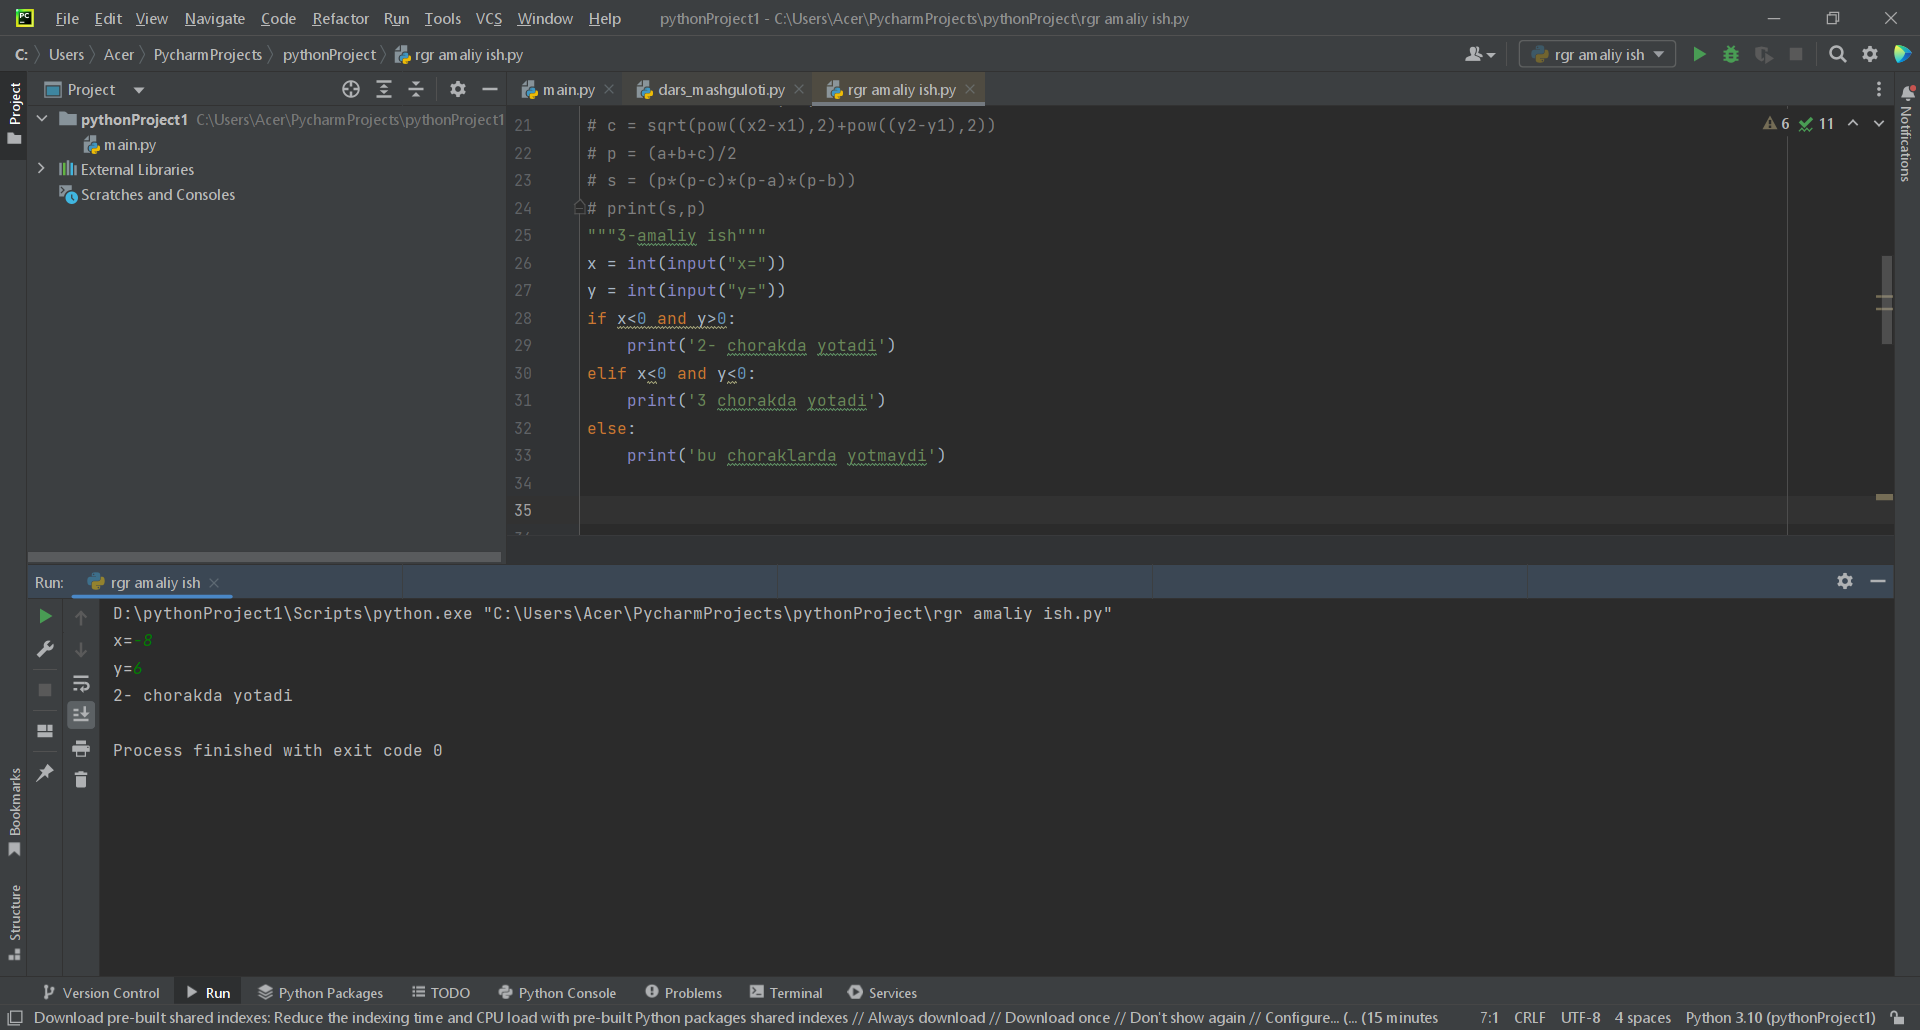 PC File Edit View Navigate Code Refactor Run Tools VCS Window Help pythonProject1 - C:\Users\Acer\PycharmProjects\pythonProject\rgr amaliy ish.py
C: Users Acer PycharmProjects pythonProject rgr amaliy ish.py rgr amaliy ish
Project main.py dars_mashguloti.py rgr amaliy ish.py
Project
Notifications
pythonProject1 C:\Users\Acer\PycharmProjects\pythonProject1
main.py
External Libraries
Scratches and Consoles
6 11
21 # c = sqrt(pow((x2-x1),2)+pow((y2-y1),2))
22 # p = (a+b+c)/2
23 # s = (p*(p-c)*(p-a)*(p-b))
24 # print(s,p)
25 """3-amaliy ish"""
26 x = int(input("x="))
27 y = int(input("y="))
28 if x<0 and y>0:
29 print('2- chorakda yotadi')
30 elif x<0 and y<0:
31 print('3 chorakda yotadi')
32 else:
33 print('bu choraklarda yotmaydi')
34
35
Run: rgr amaliy ish
D:\pythonProject1\Scripts\python.exe "C:\Users\Acer\PycharmProjects\pythonProject\rgr amaliy ish.py"
x=-8
y=6
2- chorakda yotadi
Process finished with exit code 0
Bookmarks
Structure
Version Control Run Python Packages TODO Python Console Problems Terminal Services
Download pre-built shared indexes: Reduce the indexing time and CPU load with pre-built Python packages shared indexes // Always download // Download once // Don't show again // Configure... (... (15 minutes 7:1 CRLF UTF-8 4 spaces Python 3.10 (pythonProject1)